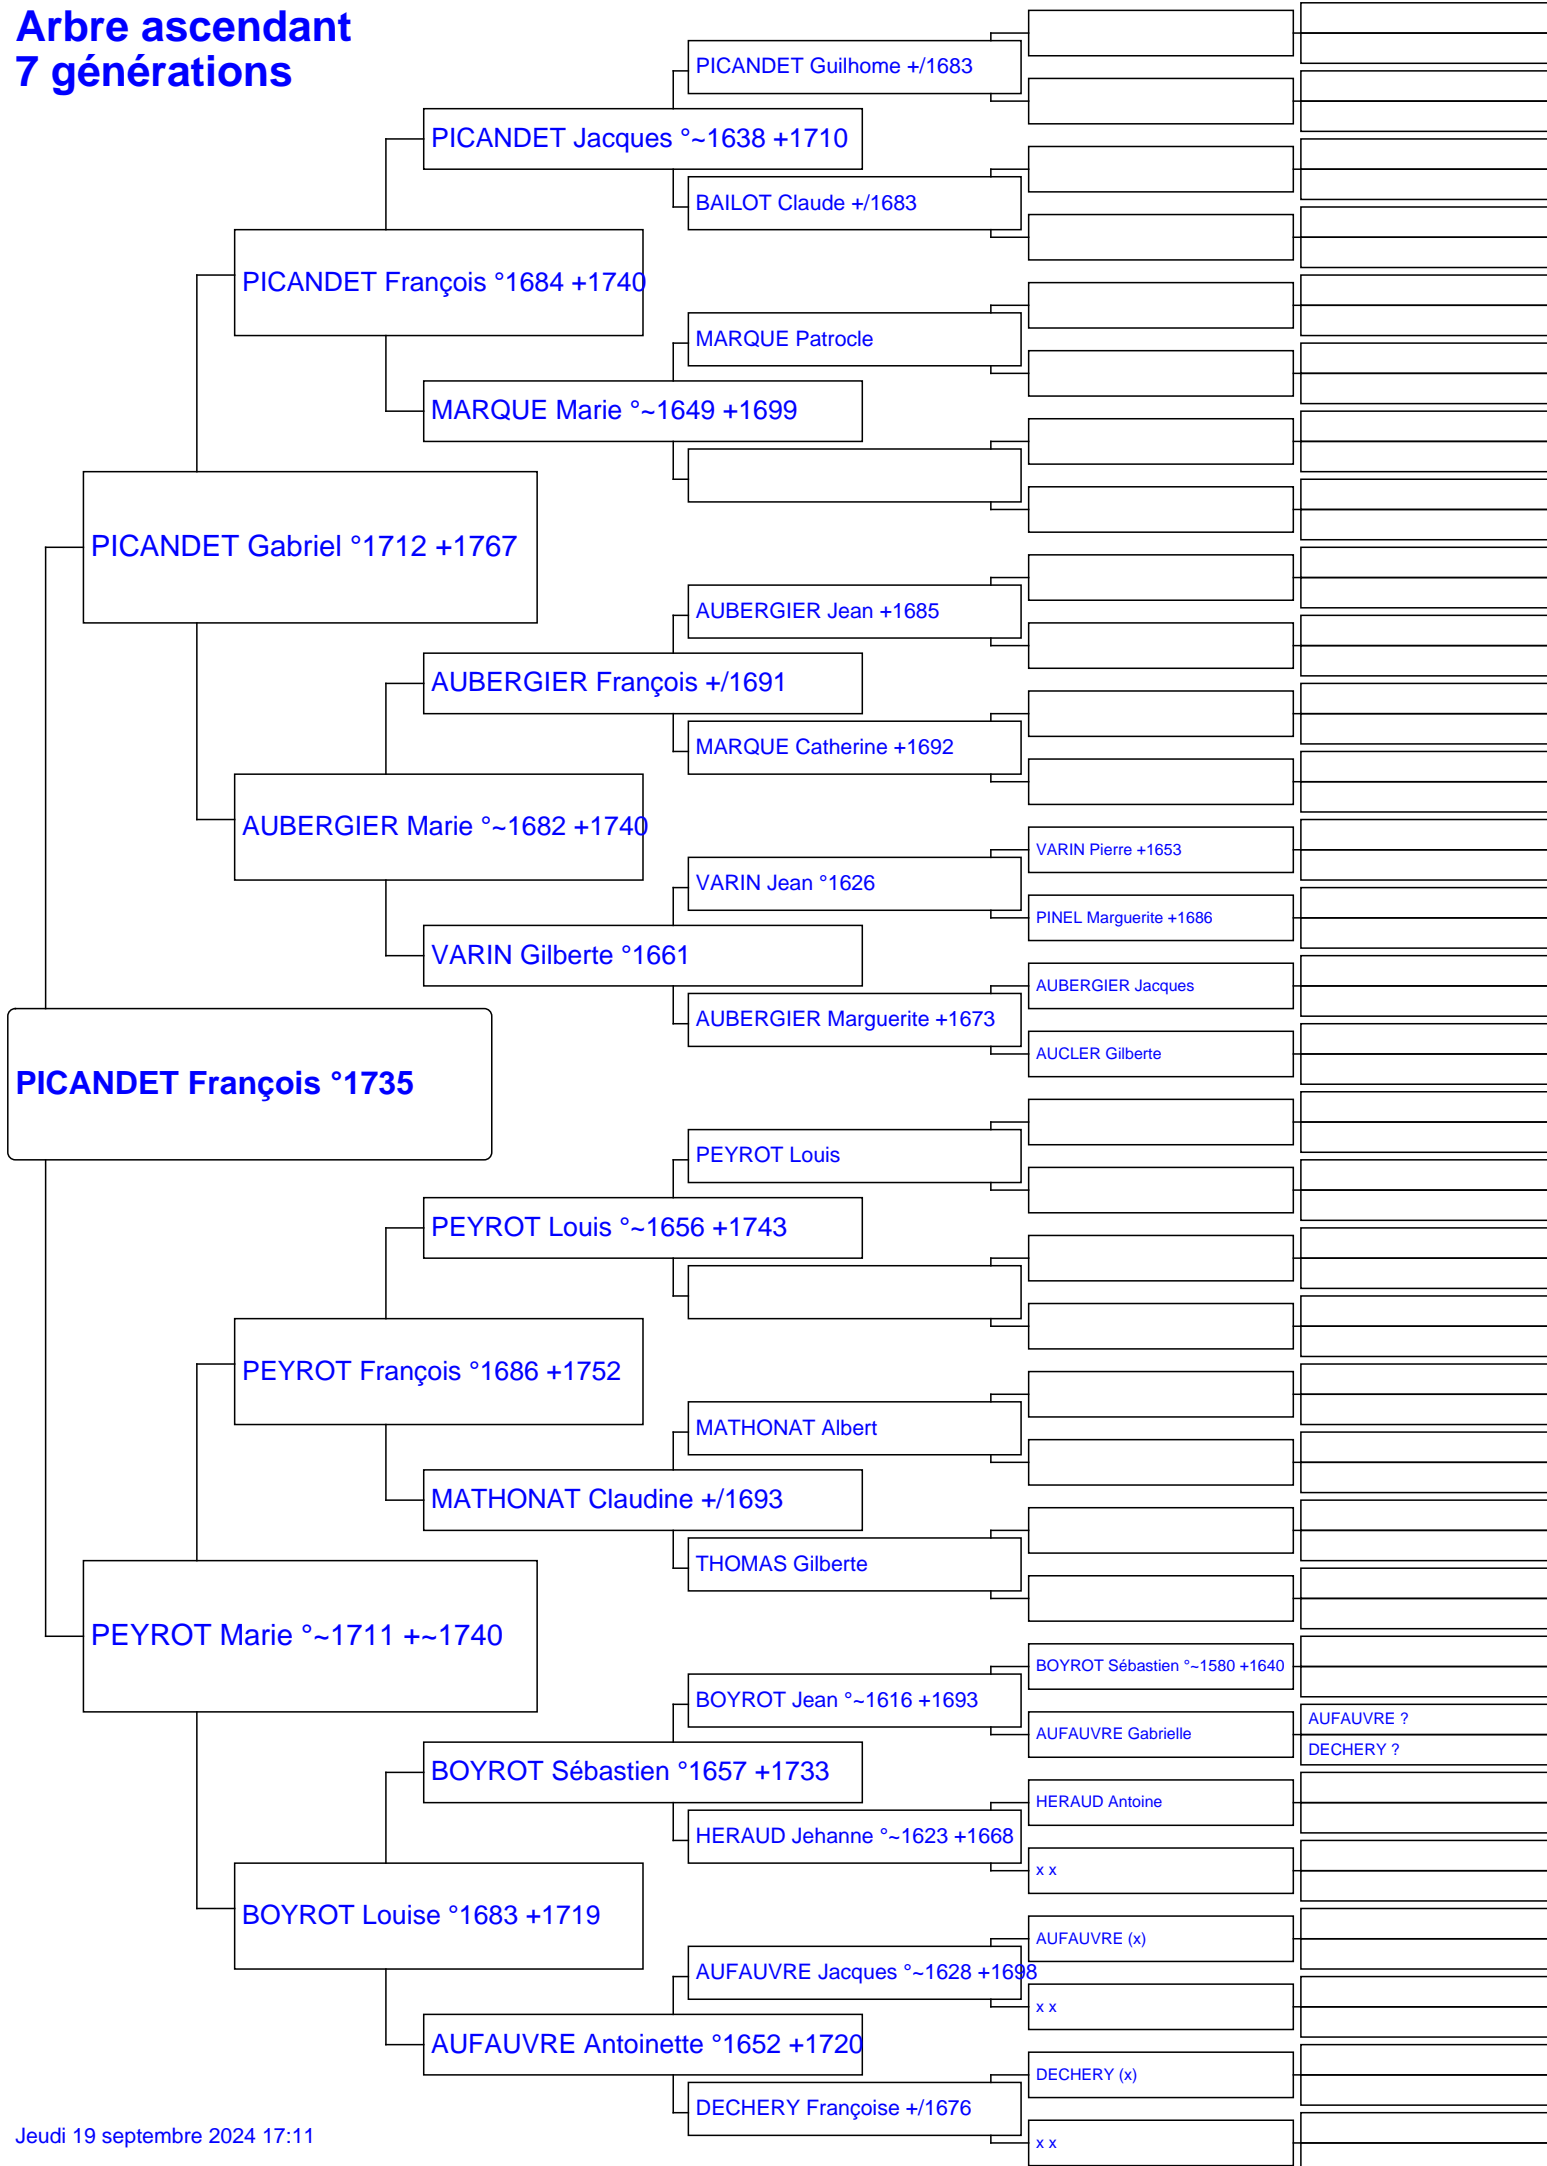 Arbre ascendant
7 générations
PICANDET Guilhome +/1683
PICANDET Jacques °~1638 +1710
BAILOT Claude +/1683
PICANDET François °1684 +1740
MARQUE Patrocle
MARQUE Marie °~1649 +1699
PICANDET Gabriel °1712 +1767
AUBERGIER Jean +1685
AUBERGIER François +/1691
MARQUE Catherine +1692
AUBERGIER Marie °~1682 +1740
VARIN Pierre +1653
VARIN Jean °1626
PINEL Marguerite +1686
VARIN Gilberte °1661
AUBERGIER Jacques
AUBERGIER Marguerite +1673
AUCLER Gilberte
PICANDET François °1735
PEYROT Louis
PEYROT Louis °~1656 +1743
PEYROT François °1686 +1752
MATHONAT Albert
MATHONAT Claudine +/1693
THOMAS Gilberte
PEYROT Marie °~1711 +~1740
BOYROT Sébastien °~1580 +1640
BOYROT Jean °~1616 +1693
AUFAUVRE ?
AUFAUVRE Gabrielle
DECHERY ?
BOYROT Sébastien °1657 +1733
HERAUD Antoine
HERAUD Jehanne °~1623 +1668
x x
BOYROT Louise °1683 +1719
AUFAUVRE (x)
AUFAUVRE Jacques °~1628 +1698
x x
AUFAUVRE Antoinette °1652 +1720
DECHERY (x)
DECHERY Françoise +/1676
x x
Jeudi 19 septembre 2024 17:11